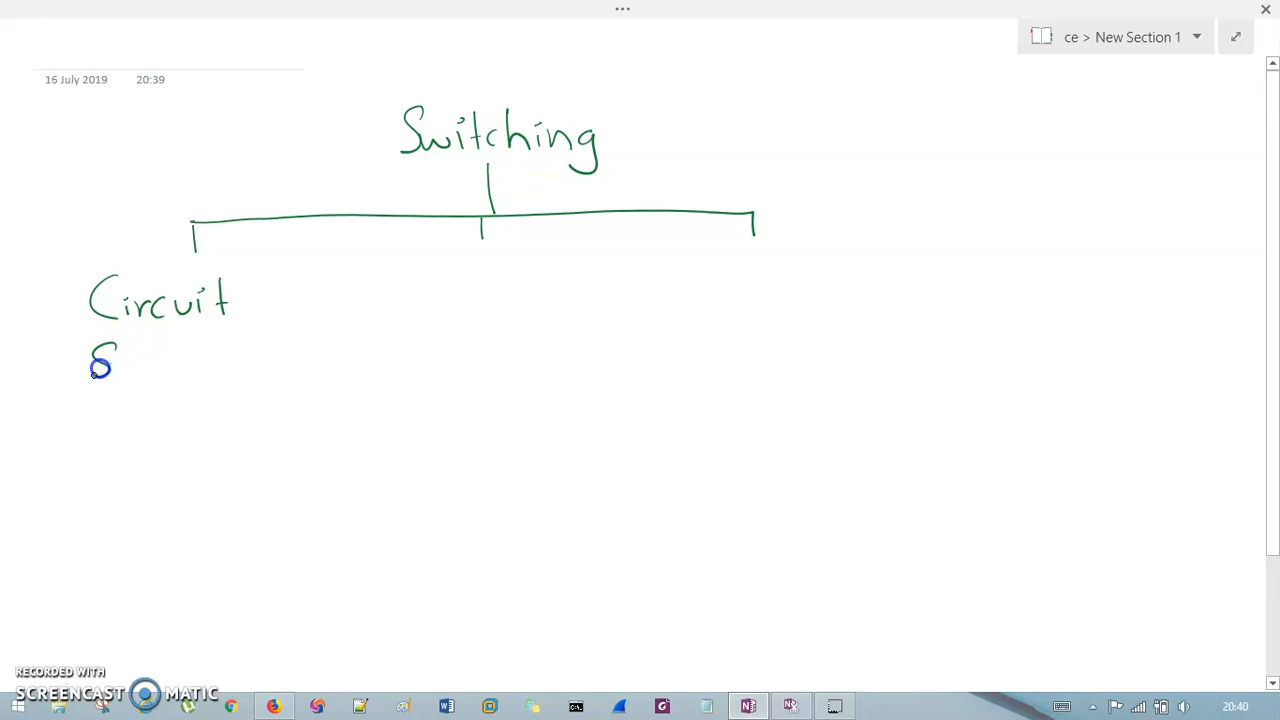 ce > New Section 1
16 July 2019 20:39
Switching
Circuit
S
RECORDED WITH
SCREENCAST MATIC
20:40